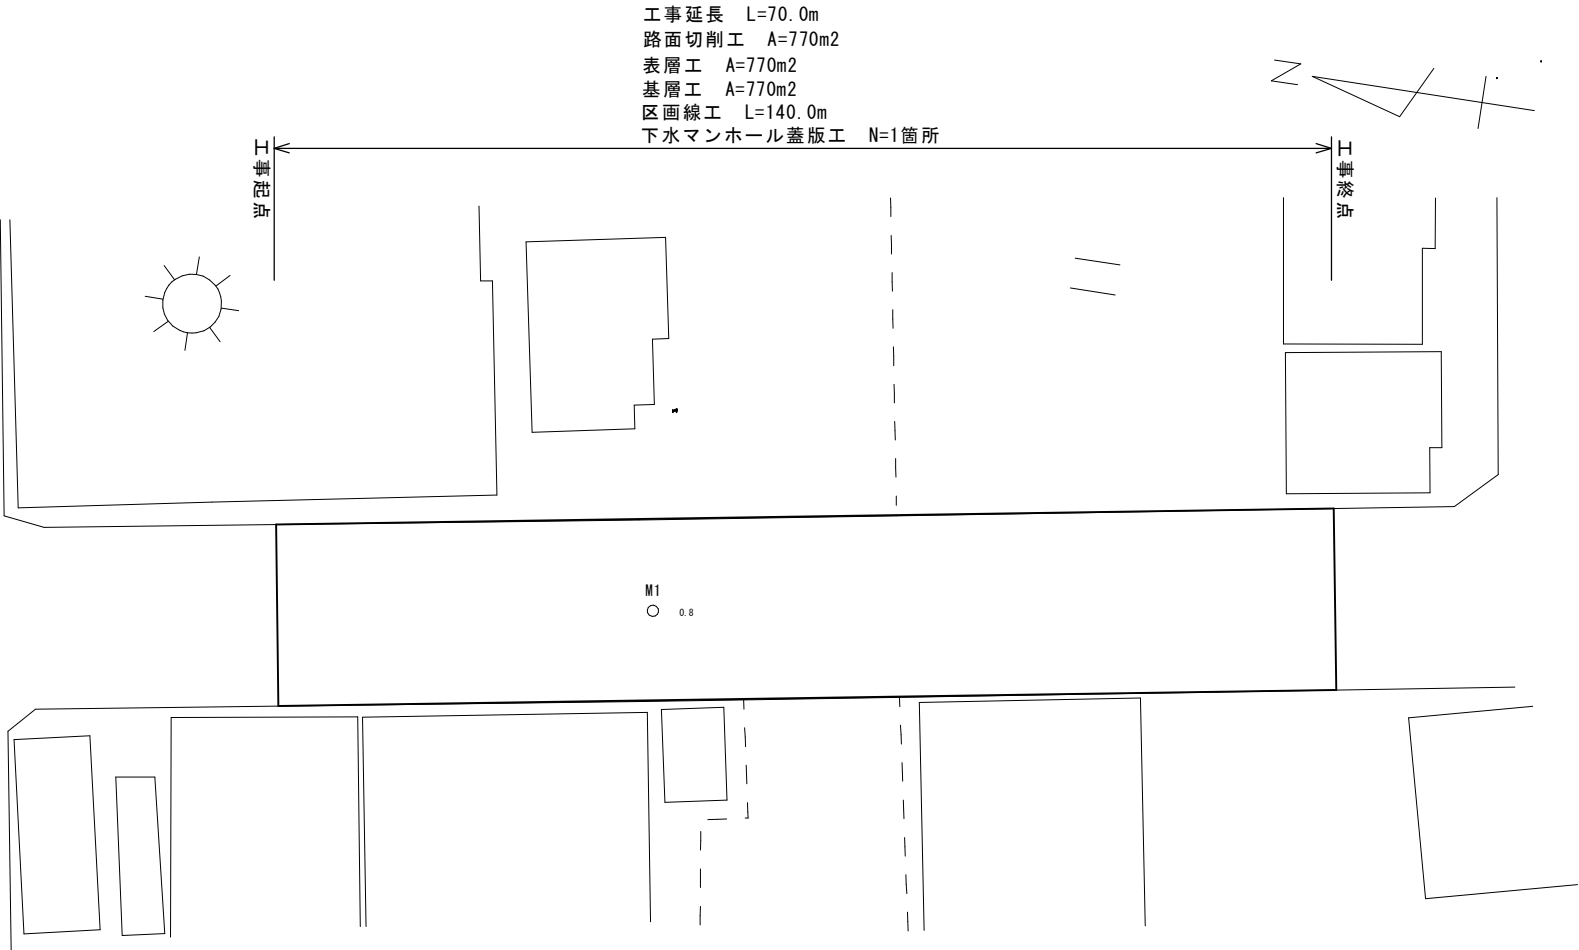 工事延長　L=70.0m
路面切削工　A=770m2
表層工　A=770m2
基層工　A=770m2
区画線工　L=140.0m
下水マンホール蓋版工　N=1箇所
N
工事起点
工事終点
M1
0.8